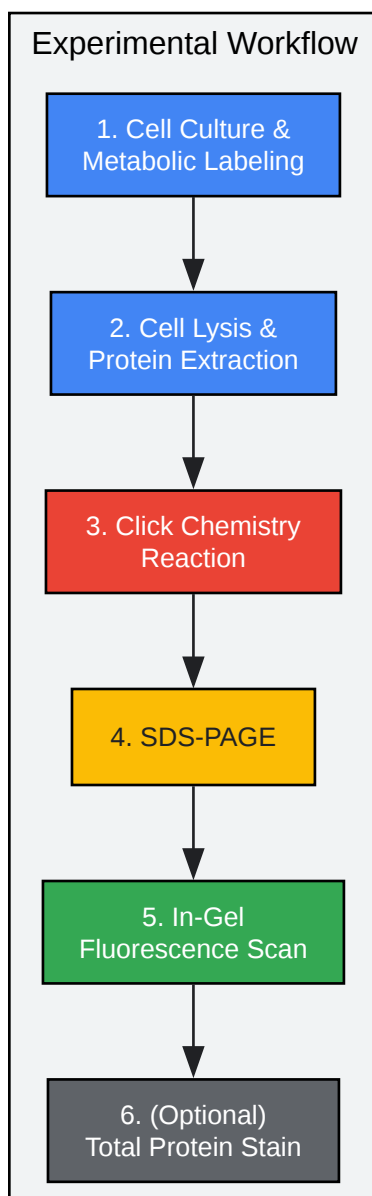 Experimental Workflow
1. Cell Culture &
Metabolic Labeling
2. Cell Lysis &
Protein Extraction
3. Click Chemistry
Reaction
4. SDS-PAGE
5. In-Gel
Fluorescence Scan
6. (Optional)
Total Protein Stain